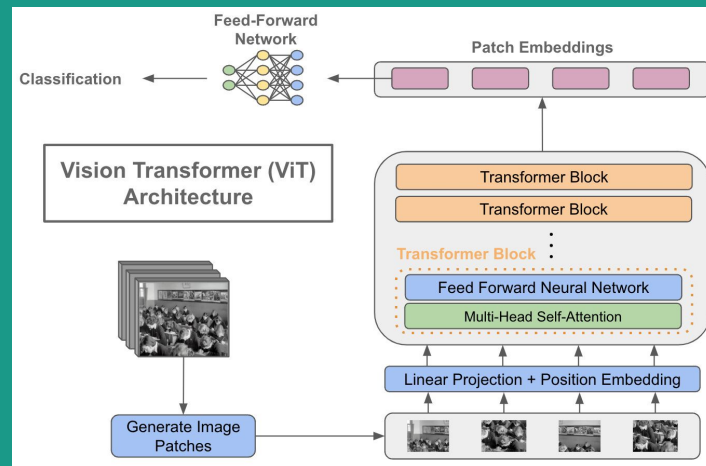 Feed-Forward
Network
Patch Embeddings
Classification
Vision Transformer (ViT)
Architecture
Transformer Block
Transformer Block
Transformer Block
Feed Forward Neural Network
Multi-Head Self-Attention
Linear Projection + Position Embedding
Generate Image
Patches